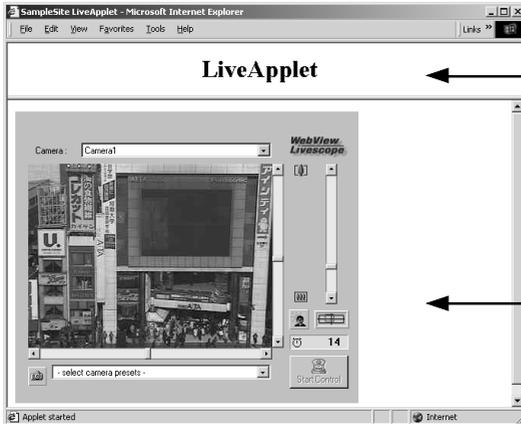 SampleSite LiveApplet - Microsoft Internet Explorer
File Edit View Favorites Tools Help
Links »
LiveApplet
Camera :
Camera1
WebView
Livescope
U.
ALTA
14
- select camera presets -
Start Control
Applet started
Internet